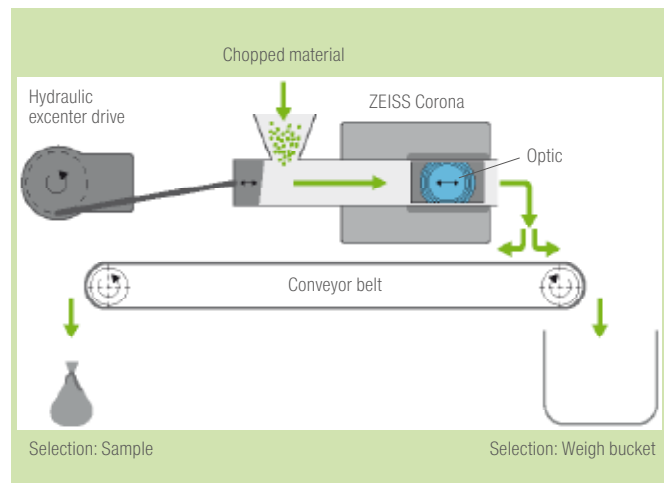 Chopped material
Hydraulic
excenter drive
ZEISS Corona
Optic
Conveyor belt
Selection: Sample
Selection: Weigh bucket